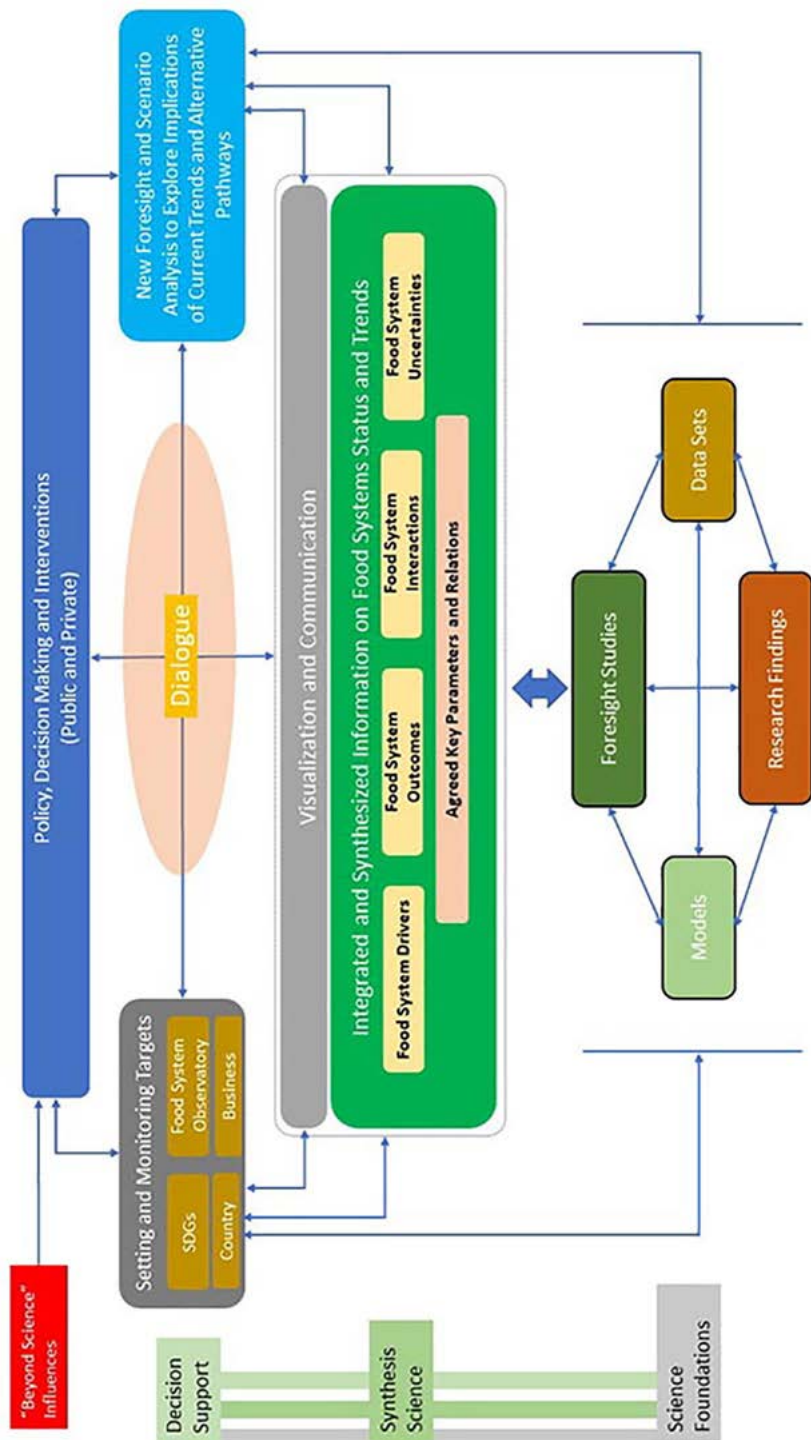 "Beyond Science"
Influences
Policy, Decision Making and Interventions
(Public and Private)
Decision
Support
Setting and Monitoring Targets
SDGs
Food System
Observatory
Country
Business
Dialogue
New Foresight and Scenario
Analysis to Explore Implications
of Current Trends and Alternative
Pathways
Synthesis
Science
Visualization and Communication
Integrated and Synthesized Information on Food Systems Status and Trends
Food System Drivers
Food System
Outcomes
Food System
Interactions
Food System
Uncertainties
Agreed Key Parameters and Relations
Science
Foundations
Foresight Studies
Models
Data Sets
Research Findings